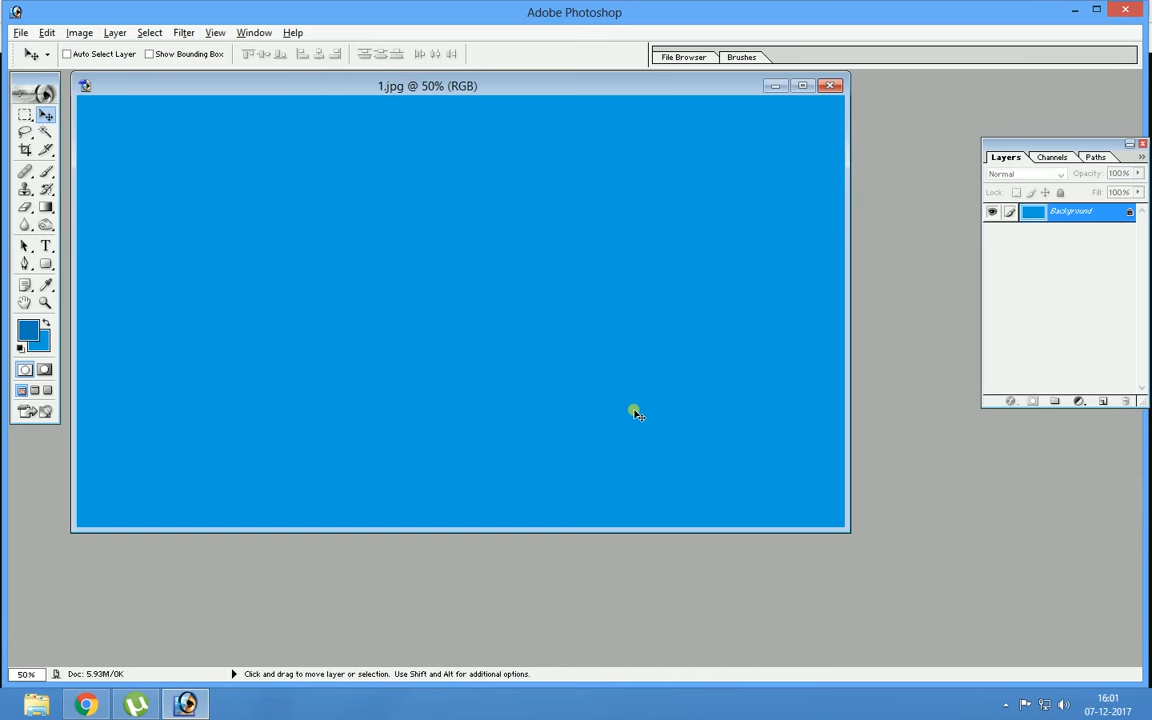 Adobe Photoshop
File Edit Image Layer Select Filter View Window Help
Auto Select Layer Show Bounding Box File Browser Brushes
1.jpg @ 50% (RGB)
Layers Channels Paths
Normal Opacity: 100%
Lock: Fill: 100%
Background
T
50% Doc: 5.93M/0K Click and drag to move layer or selection. Use Shift and Alt for additional options.
16:01
07-12-2017